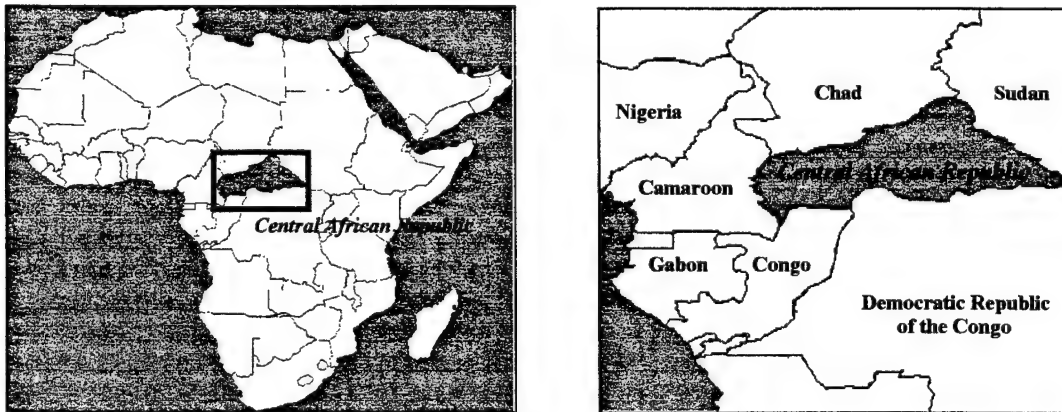 Central African Republic
Nigeria
Chad
Sudan
Central African Republic
Camaroon
Gabon
Congo
Democratic Republic
of the Congo